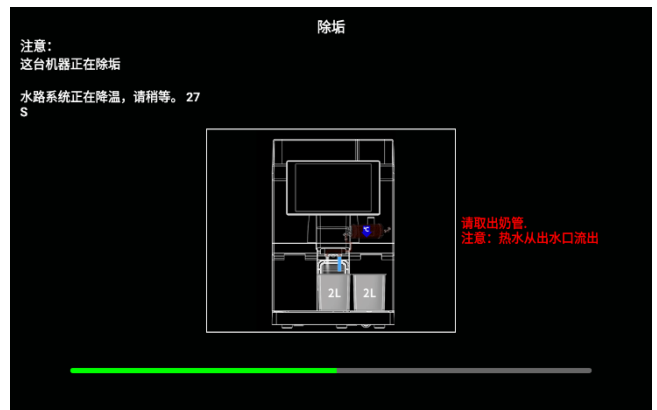 除垢
注意：
这台机器正在除垢
水路系统正在降温，请稍等。 27
S
请取出奶管.
注意：热水从出水口流出
2L
2L